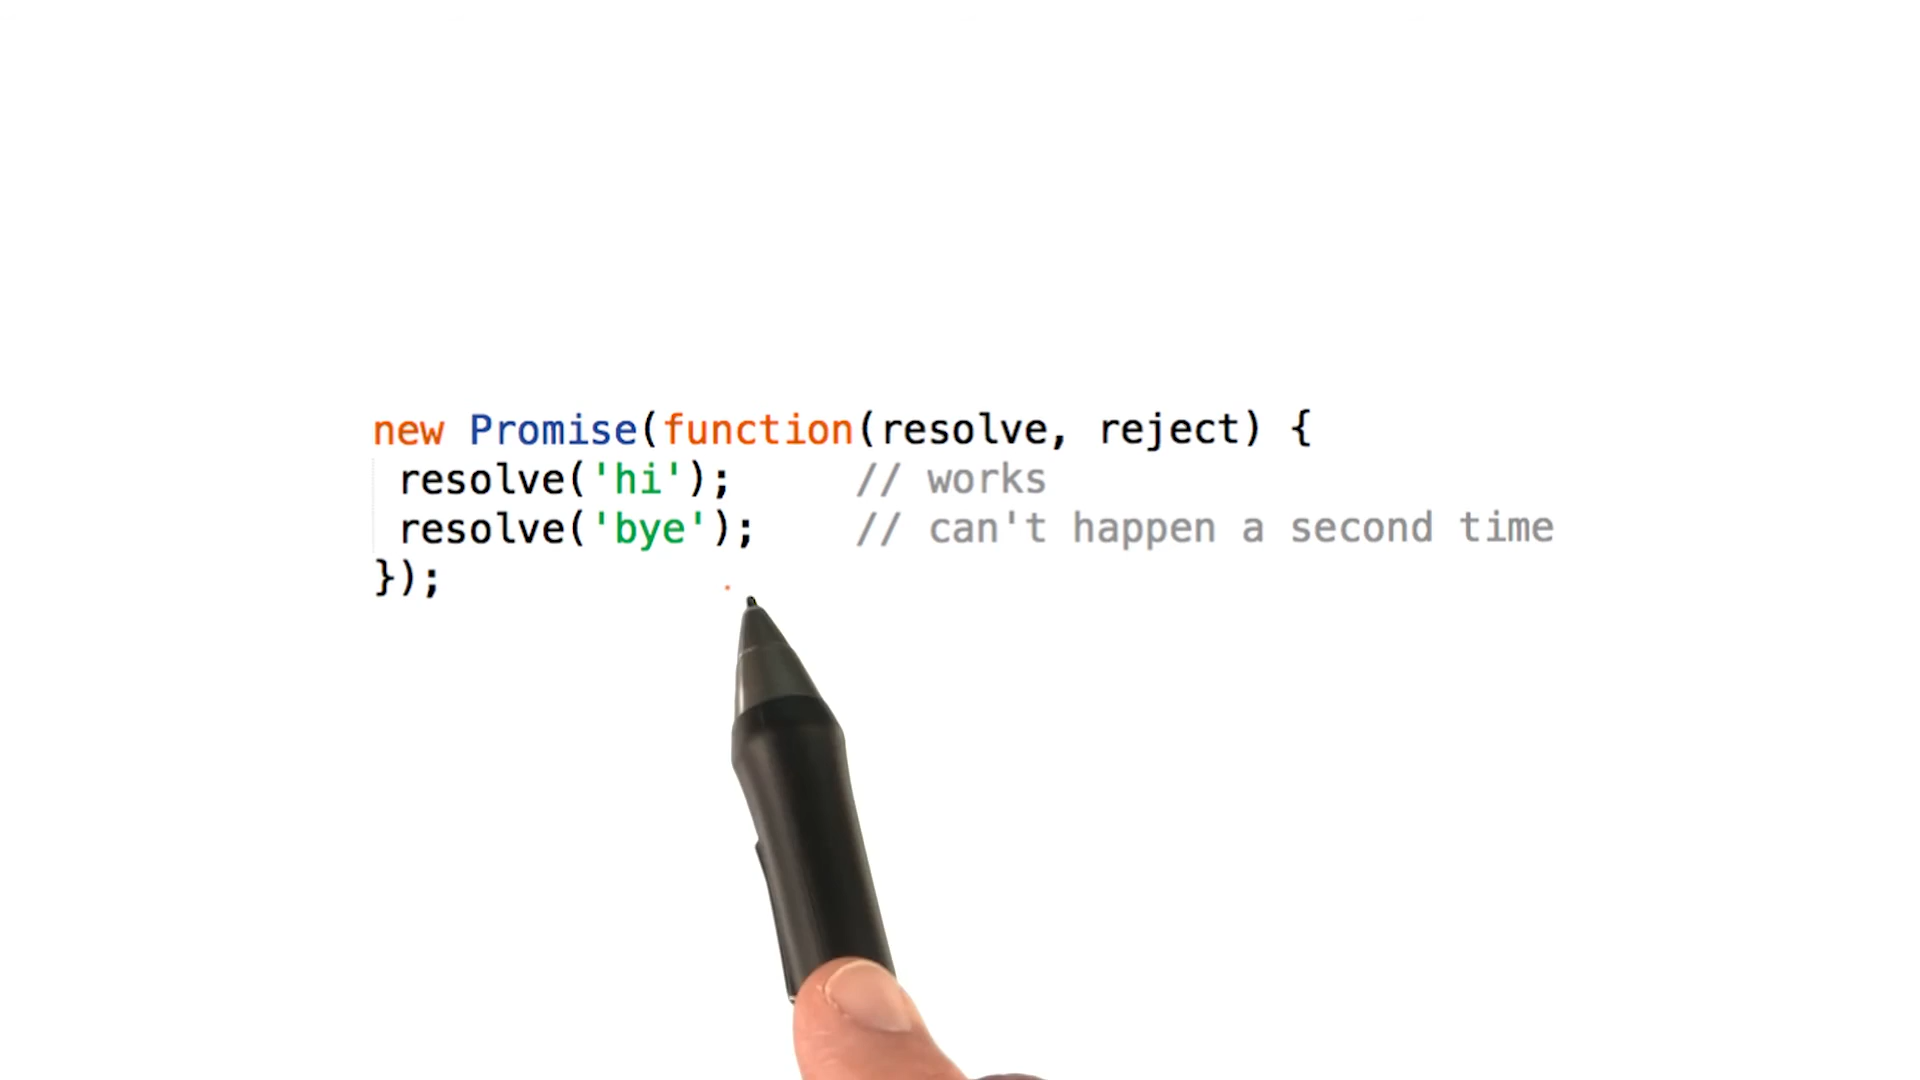 new Promise(function(resolve, reject) {
resolve('hi'); // works
resolve('bye'); // can't happen a second time
});